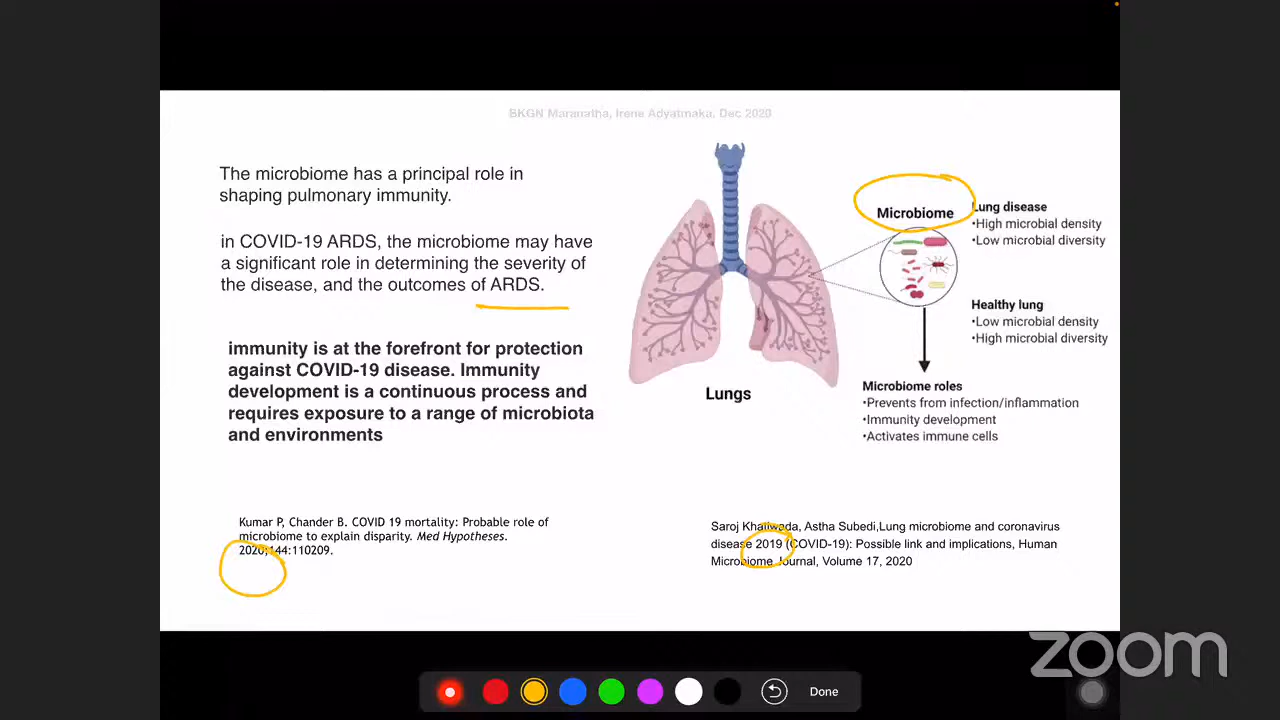 BKGN Maranatha, Irene Adyatmaka, Dec 2020
The microbiome has a principal role in
shaping pulmonary immunity.
in COVID-19 ARDS, the microbiome may have
a significant role in determining the severity of
the disease, and the outcomes of ARDS.
immunity is at the forefront for protection
against COVID-19 disease. Immunity
development is a continuous process and
requires exposure to a range of microbiota
and environments
Lungs
Microbiome
Lung disease
•High microbial density
•Low microbial diversity
Healthy lung
•Low microbial density
•High microbial diversity
Microbiome roles
•Prevents from infection/inflammation
•Immunity development
•Activates immune cells
Kumar P, Chander B. COVID 19 mortality: Probable role of
microbiome to explain disparity. Med Hypotheses.
2020;144:110209.
Saroj Khatiwada, Astha Subedi,Lung microbiome and coronavirus
disease 2019 (COVID-19): Possible link and implications, Human
Microbiome Journal, Volume 17, 2020
zoom
Done